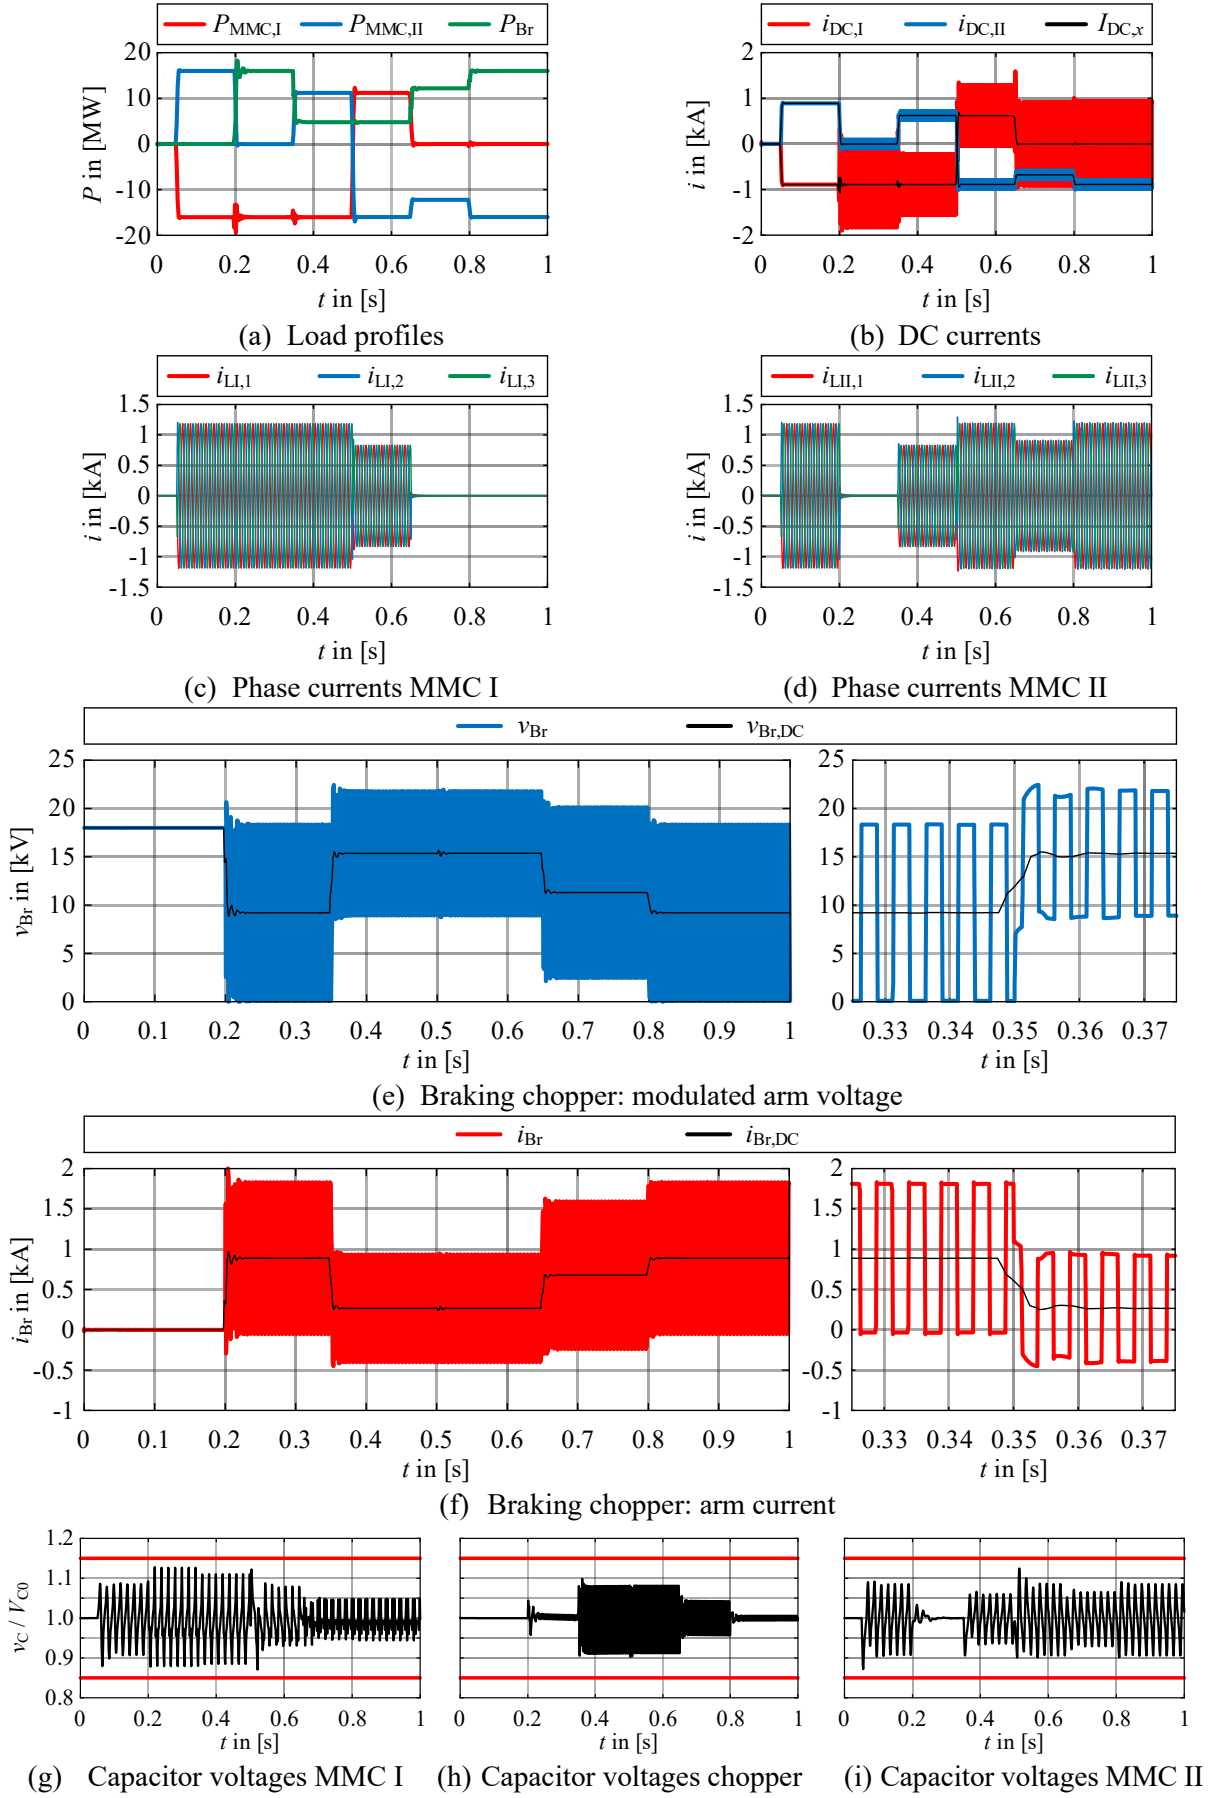 P_MMC,I P_MMC,II P_Br
20
10
0
-10
-20
P in [MW]
0 0.2 0.4 0.6 0.8 1
t in [s]
(a) Load profiles
i_DC,I i_DC,II I_DC,x
2
1
0
-1
-2
i in [kA]
0 0.2 0.4 0.6 0.8 1
t in [s]
(b) DC currents
i_LI,1 i_LI,2 i_LI,3
1.5
1
0.5
0
-0.5
-1
-1.5
i in [kA]
0 0.2 0.4 0.6 0.8 1
t in [s]
(c) Phase currents MMC I
i_LII,1 i_LII,2 i_LII,3
1.5
1
0.5
0
-0.5
-1
-1.5
i in [kA]
0 0.2 0.4 0.6 0.8 1
t in [s]
(d) Phase currents MMC II
v_Br v_Br,DC
25
20
15
10
5
0
v_Br in [kV]
0 0.1 0.2 0.3 0.4 0.5 0.6 0.7 0.8 0.9 1
t in [s]
25
20
15
10
5
0
0.33 0.34 0.35 0.36 0.37
t in [s]
(e) Braking chopper: modulated arm voltage
i_Br i_Br,DC
2
1.5
1
0.5
0
-0.5
-1
i_Br in [kA]
0 0.1 0.2 0.3 0.4 0.5 0.6 0.7 0.8 0.9 1
t in [s]
2
1.5
1
0.5
0
-0.5
-1
0.33 0.34 0.35 0.36 0.37
t in [s]
(f) Braking chopper: arm current
1.2
1.1
1.0
0.9
0.8
v_C / V_C0
0 0.2 0.4 0.6 0.8 1
t in [s]
(g) Capacitor voltages MMC I
0 0.2 0.4 0.6 0.8 1
t in [s]
(h) Capacitor voltages chopper
0 0.2 0.4 0.6 0.8 1
t in [s]
(i) Capacitor voltages MMC II